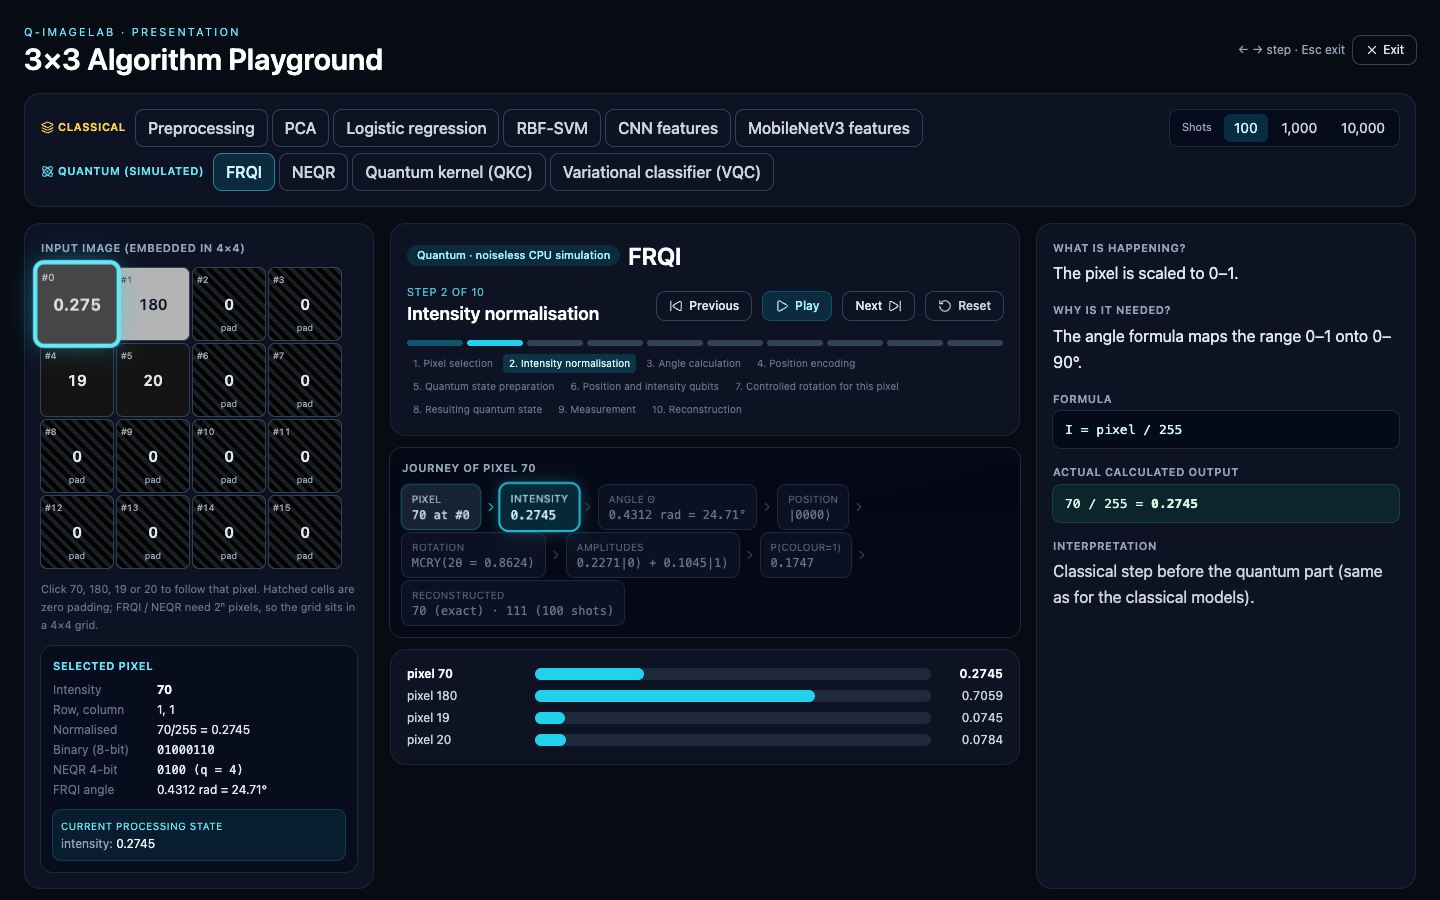 Q-IMAGELAB · PRESENTATION
3×3 Algorithm Playground
← → step · Esc exit
Exit
CLASSICAL
Preprocessing
PCA
Logistic regression
RBF-SVM
CNN features
MobileNetV3 features
Shots
100
1,000
10,000
QUANTUM (SIMULATED)
FRQI
NEQR
Quantum kernel (QKC)
Variational classifier (VQC)
INPUT IMAGE (EMBEDDED IN 4×4)
#0
0.275
#1
180
#2
0
pad
#3
0
pad
#4
19
#5
20
#6
0
pad
#7
0
pad
#8
0
pad
#9
0
pad
#10
0
pad
#11
0
pad
#12
0
pad
#13
0
pad
#14
0
pad
#15
0
pad
Click 70, 180, 19 or 20 to follow that pixel. Hatched cells are
zero padding; FRQI / NEQR need 2ⁿ pixels, so the grid sits in
a 4×4 grid.
SELECTED PIXEL
Intensity 70
Row, column 1, 1
Normalised 70/255 = 0.2745
Binary (8-bit) 01000110
NEQR 4-bit 0100 (q = 4)
FRQI angle 0.4312 rad = 24.71°
CURRENT PROCESSING STATE
intensity: 0.2745
Quantum · noiseless CPU simulation
FRQI
STEP 2 OF 10
Intensity normalisation
Previous
Play
Next
Reset
1. Pixel selection
2. Intensity normalisation
3. Angle calculation
4. Position encoding
5. Quantum state preparation
6. Position and intensity qubits
7. Controlled rotation for this pixel
8. Resulting quantum state
9. Measurement
10. Reconstruction
JOURNEY OF PIXEL 70
PIXEL
70 at #0
INTENSITY
0.2745
ANGLE Θ
0.4312 rad = 24.71°
POSITION
|0000⟩
ROTATION
MCRY(2θ = 0.8624)
AMPLITUDES
0.2271|0⟩ + 0.1045|1⟩
P(COLOUR=1)
0.1747
RECONSTRUCTED
70 (exact) · 111 (100 shots)
pixel 70 0.2745
pixel 180 0.7059
pixel 19 0.0745
pixel 20 0.0784
WHAT IS HAPPENING?
The pixel is scaled to 0–1.
WHY IS IT NEEDED?
The angle formula maps the range 0–1 onto 0–
90°.
FORMULA
I = pixel / 255
ACTUAL CALCULATED OUTPUT
70 / 255 = 0.2745
INTERPRETATION
Classical step before the quantum part (same
as for the classical models).